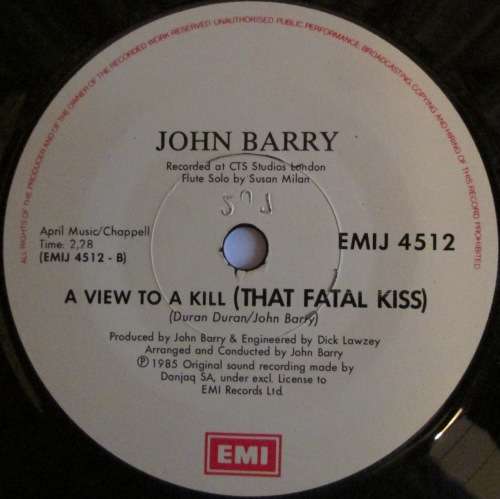 ALL RIGHTS OF THE PRODUCER AND OF THE OWNER OF THE RECORDED WORK RESERVED UNAUTHORISED PUBLIC PERFORMANCE, BROADCASTING, COPYING AND HIRING OF THIS RECORD PROHIBITED
JOHN BARRY
Recorded at CTS Studios London
Flute Solo by Susan Milan
April Music/Chappell
Time: 2,28
(EMIJ 4512 - B)
EMIJ 4512
A VIEW TO A KILL (THAT FATAL KISS)
(Duran Duran/John Barry)
Produced by John Barry & Engineered by Dick Lawzey
Arranged and Conducted by John Barry
Ⓟ 1985 Original sound recording made by
Danjaq SA, under excl. License to
EMI Records Ltd.
EMI